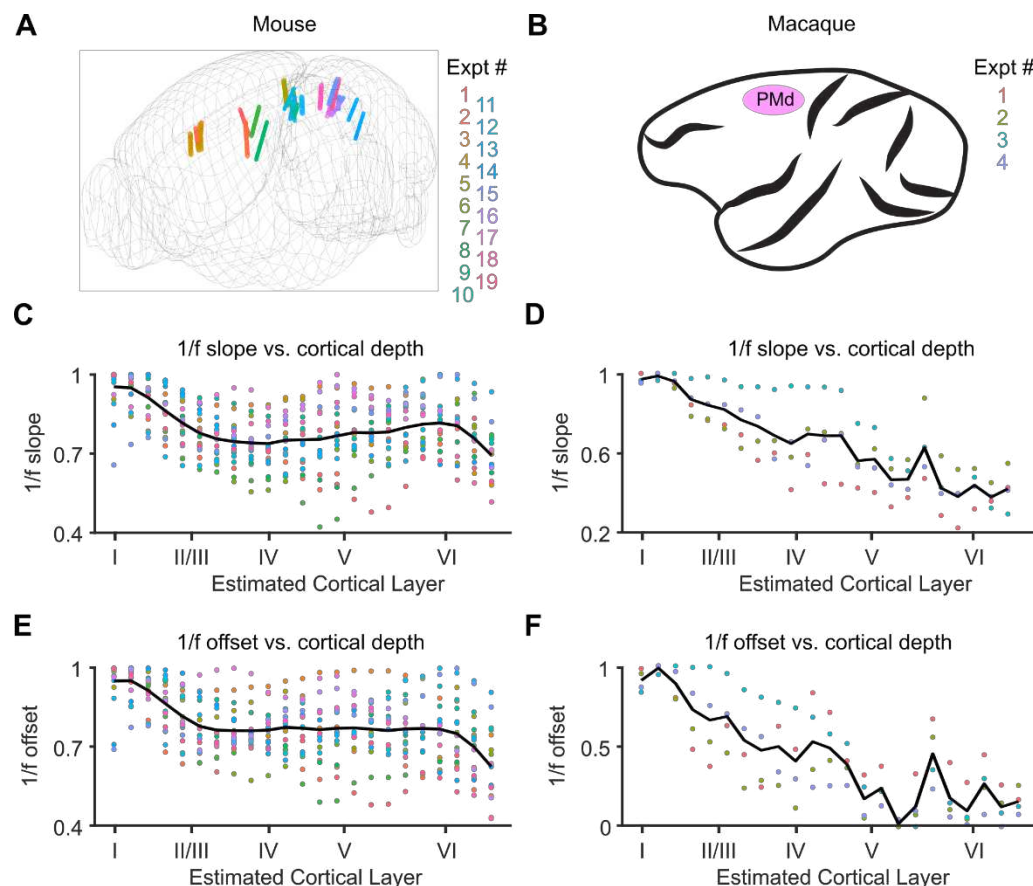 A
Mouse
Expt #
1
2
3
4
5
6
7
8
9
10
11
12
13
14
15
16
17
18
19
B
Macaque
PMd
Expt #
1
2
3
4
C
1/f slope vs. cortical depth
1/f slope
1
0.7
0.4
I II/III IV V VI
Estimated Cortical Layer
D
1/f slope vs. cortical depth
1/f slope
1
0.6
0.2
I II/III IV V VI
Estimated Cortical Layer
E
1/f offset vs. cortical depth
1/f offset
1
0.7
0.4
I II/III IV V VI
Estimated Cortical Layer
F
1/f offset vs. cortical depth
1/f offset
1
0.5
0
I II/III IV V VI
Estimated Cortical Layer